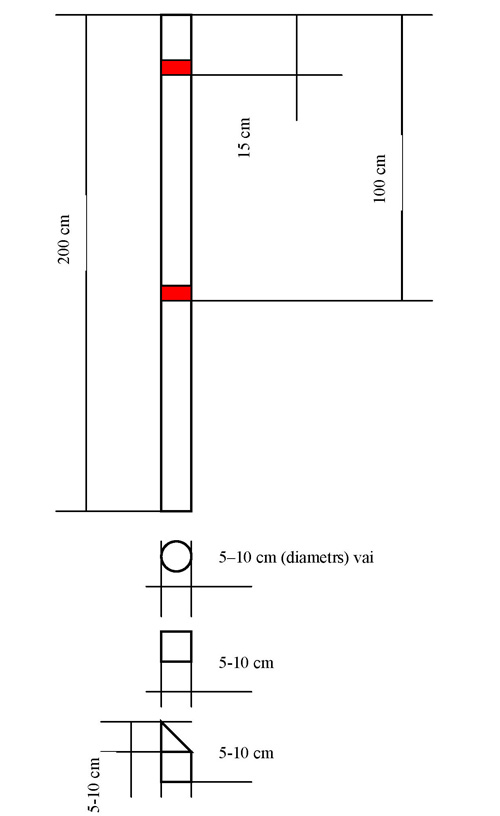 15 cm
100 cm
200 cm
5–10 cm (diametrs) vai
5-10 cm
5-10 cm
5-10 cm